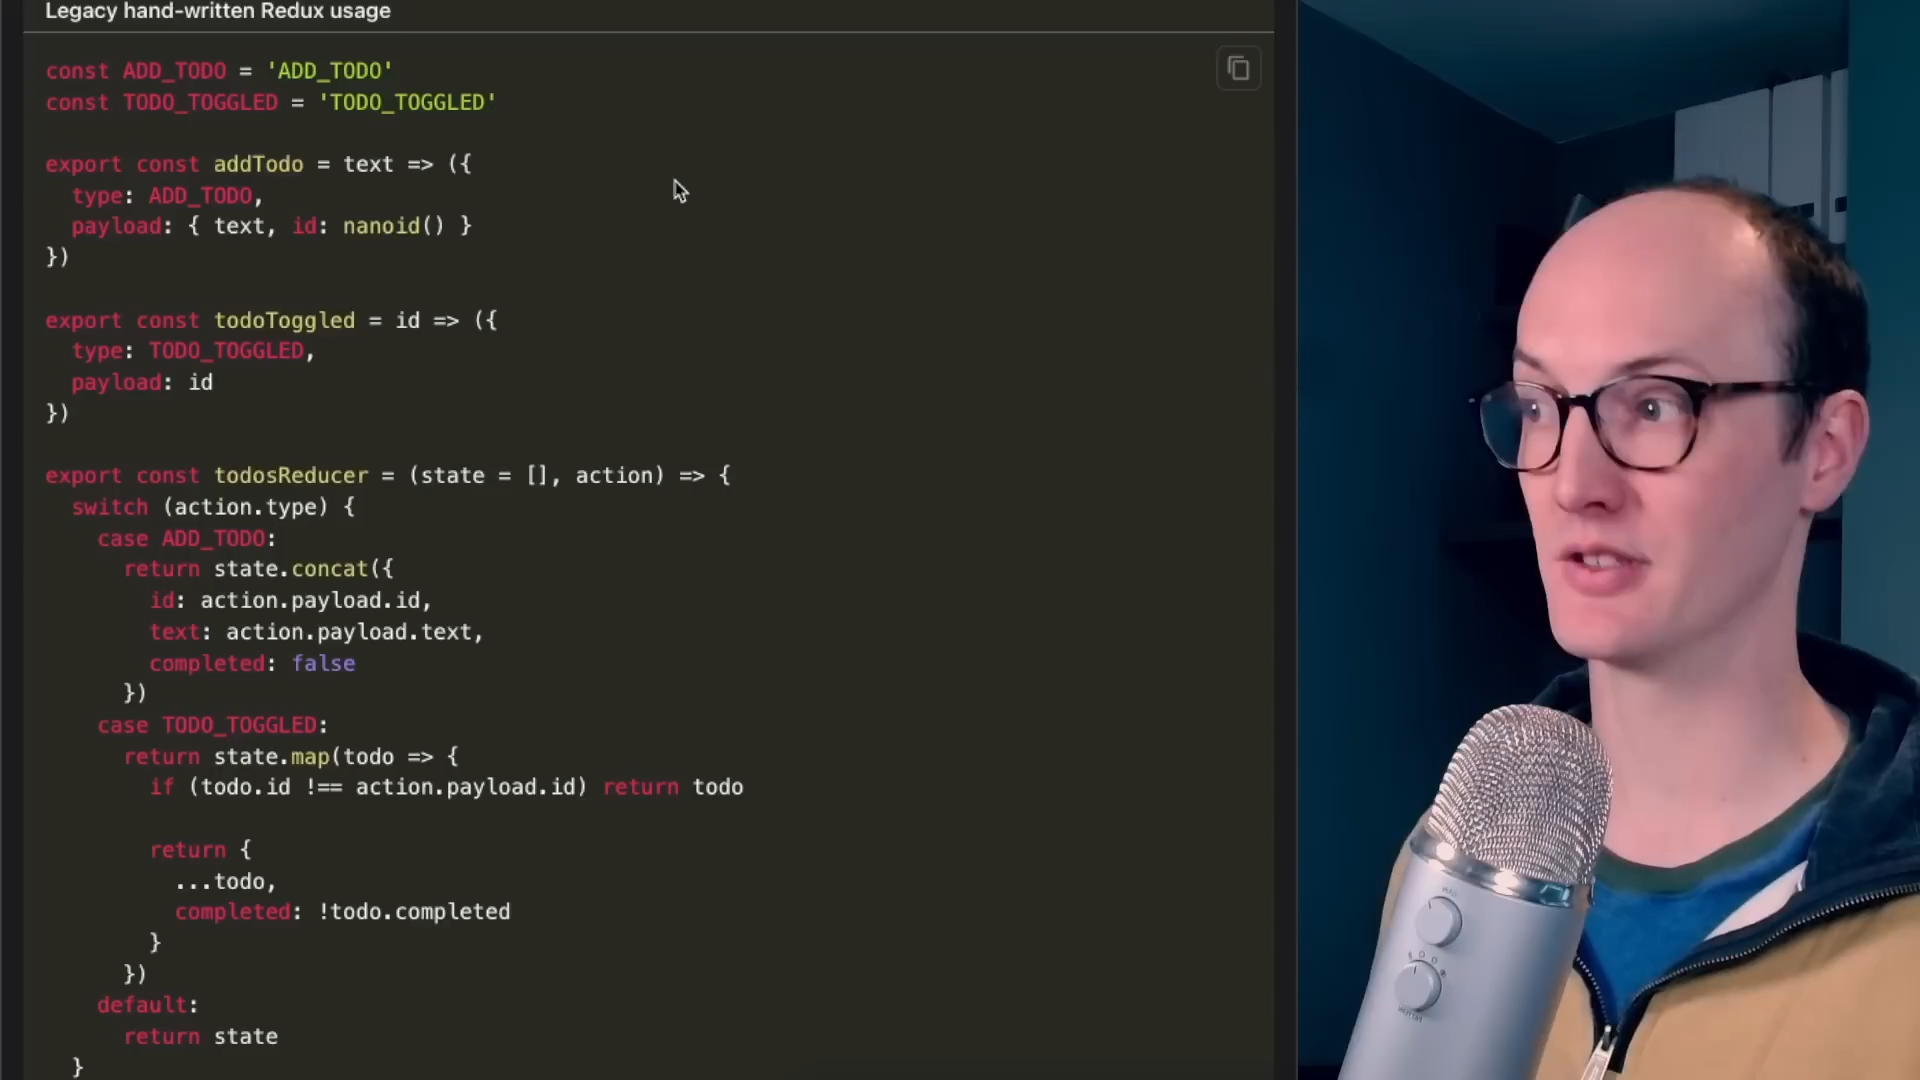 Legacy hand-written Redux usage
const ADD_TODO = 'ADD_TODO'
const TODO_TOGGLED = 'TODO_TOGGLED'
export const addTodo = text => ({
type: ADD_TODO,
payload: { text, id: nanoid() }
})
export const todoToggled = id => ({
type: TODO_TOGGLED,
payload: id
})
export const todosReducer = (state = [], action) => {
switch (action.type) {
case ADD_TODO:
return state.concat({
id: action.payload.id,
text: action.payload.text,
completed: false
})
case TODO_TOGGLED:
return state.map(todo => {
if (todo.id !== action.payload.id) return todo
return {
...todo,
completed: !todo.completed
}
})
default:
return state
}